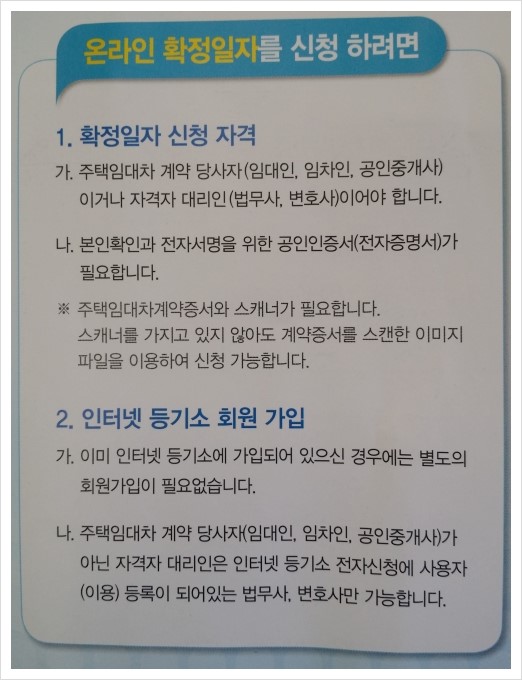 온라인 확정일자를 신청 하려면
1. 확정일자 신청 자격
가. 주택임대차 계약 당사자(임대인, 임차인, 공인중개사)
이거나 자격자 대리인(법무사, 변호사)이어야 합니다.
나. 본인확인과 전자서명을 위한 공인인증서(전자증명서)가
필요합니다.
※ 주택임대차계약증서와 스캐너가 필요합니다.
스캐너를 가지고 있지 않아도 계약증서를 스캔한 이미지
파일을 이용하여 신청 가능합니다.
2. 인터넷 등기소 회원 가입
가. 이미 인터넷 등기소에 가입되어 있으신 경우에는 별도의
회원가입이 필요없습니다.
나. 주택임대차 계약 당사자(임대인, 임차인, 공인중개사)가
아닌 자격자 대리인은 인터넷 등기소 전자신청에 사용자
(이용) 등록이 되어있는 법무사, 변호사만 가능합니다.